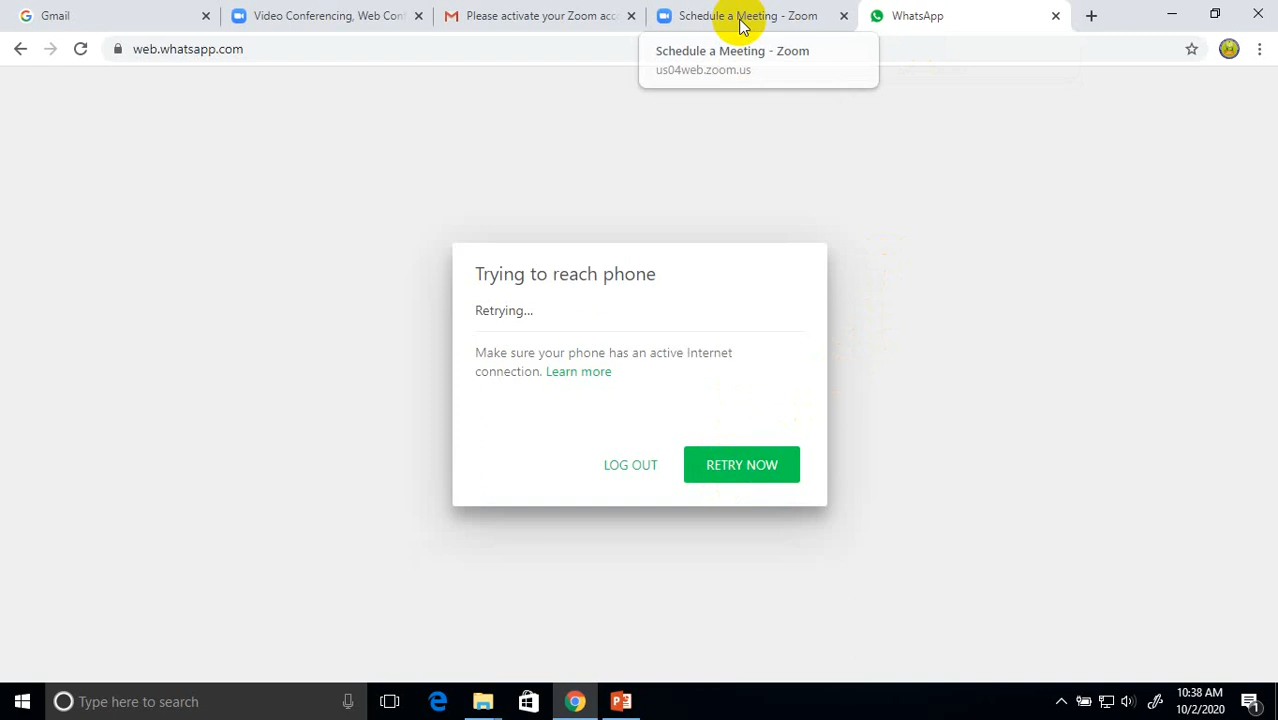 Gmail
Video Conferencing, Web Conf
Please activate your Zoom acc
Schedule a Meeting - Zoom
WhatsApp
web.whatsapp.com
Schedule a Meeting - Zoom
us04web.zoom.us
Trying to reach phone
Retrying...
Make sure your phone has an active Internet
connection. Learn more
LOG OUT
RETRY NOW
Type here to search
10:38 AM
10/2/2020
1